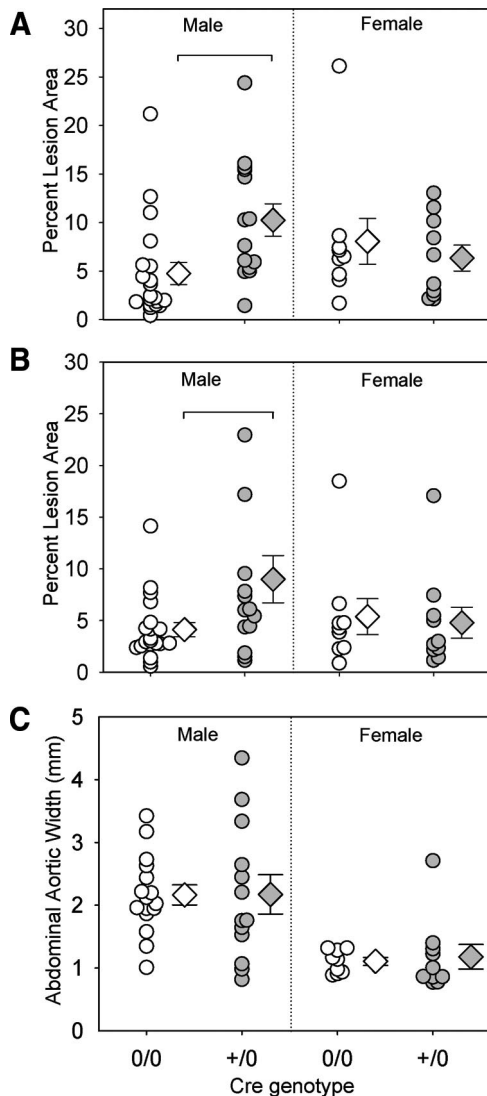 A
Male
Female
Percent Lesion Area
30
25
20
15
10
5
0
B
Male
Female
Percent Lesion Area
30
25
20
15
10
5
0
C
Male
Female
Abdominal Aortic Width (mm)
5
4
3
2
1
0
0/0 +/0 0/0 +/0
Cre genotype